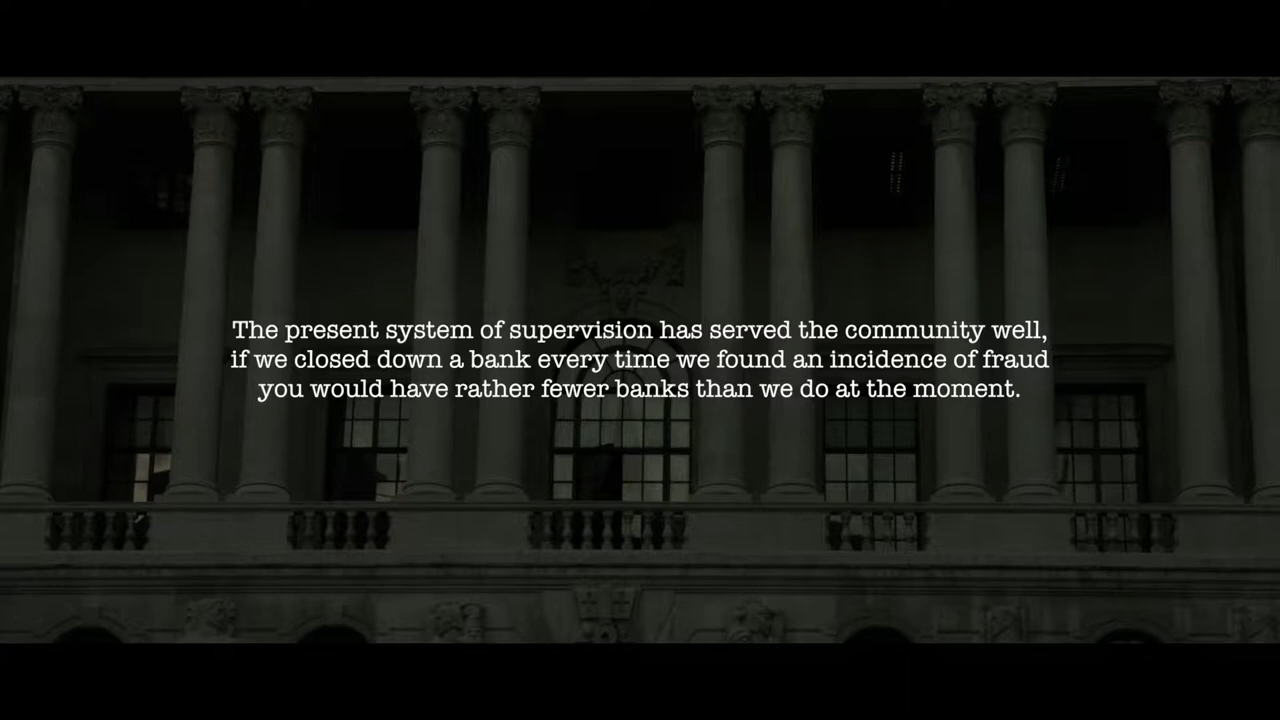 The present system of supervision has served the community well,
if we closed down a bank every time we found an incidence of fraud
you would have rather fewer banks than we do at the moment.